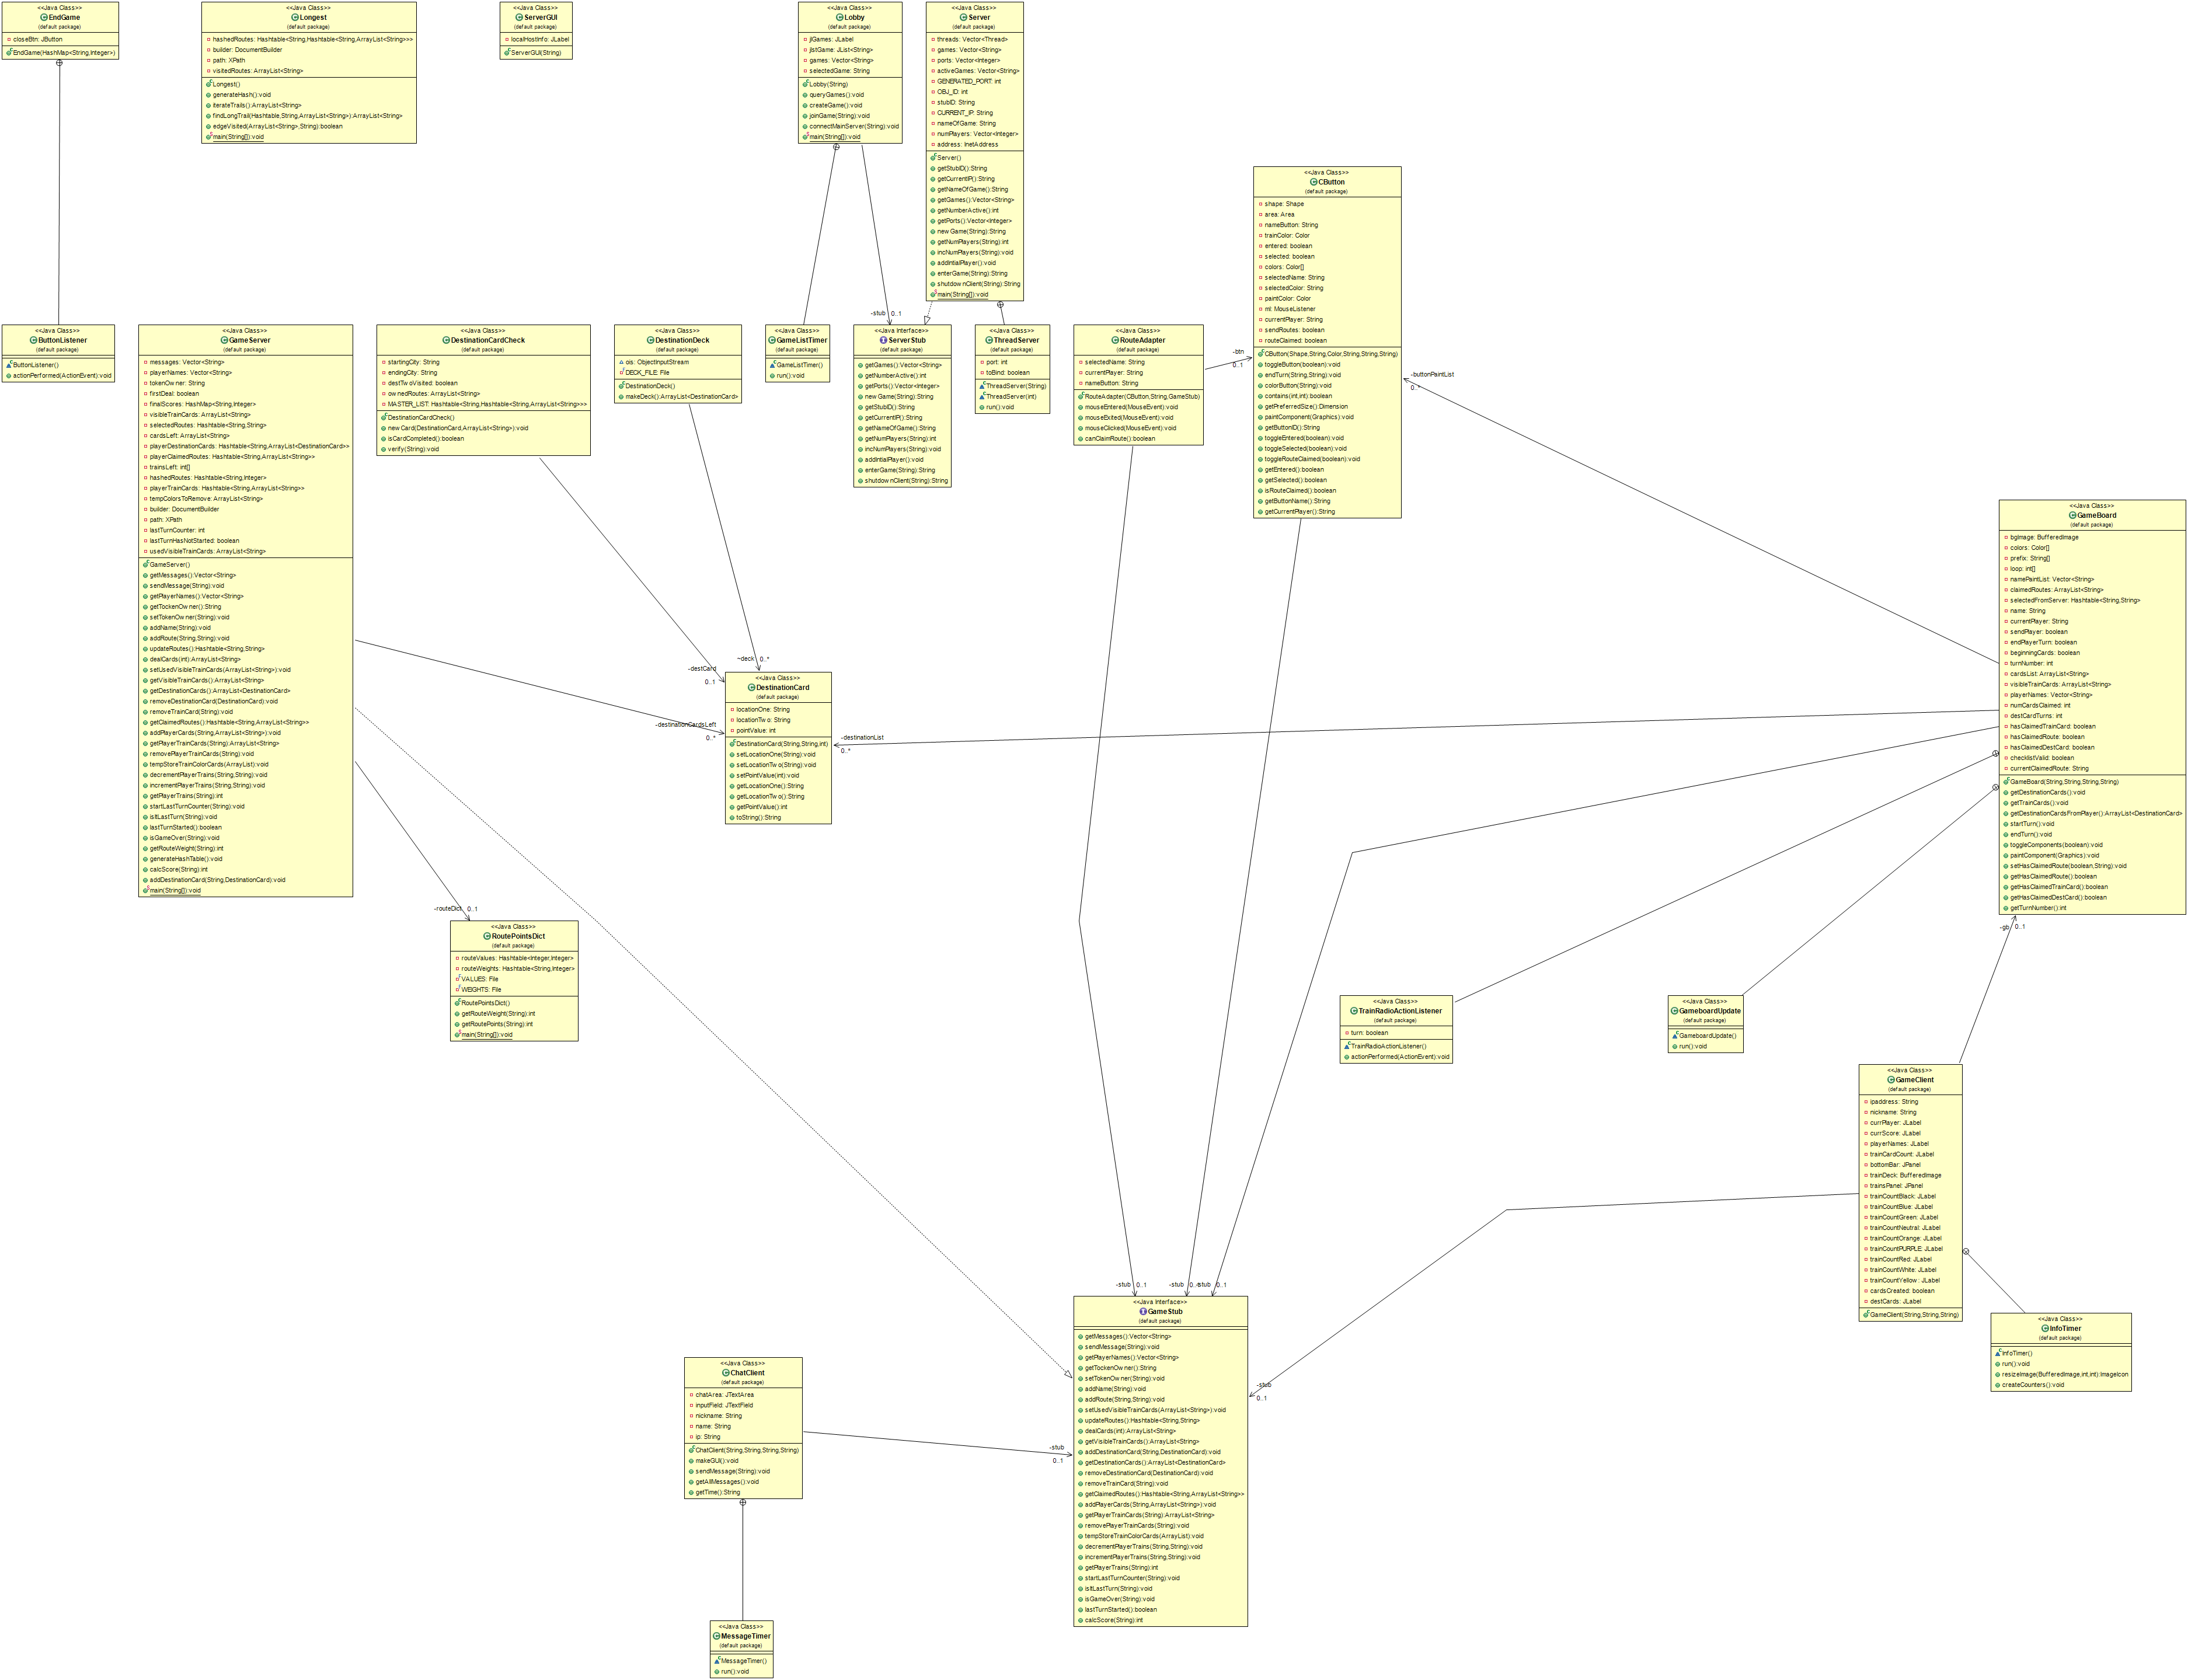 <<Java Class>>
EndGame
(default package)
closeBtn: JButton
EndGame(HashMap<String,Integer>)
<<Java Class>>
Longest
(default package)
hashedRoutes: Hashtable<String,Hashtable<String,ArrayList<String>>>
builder: DocumentBuilder
path: XPath
visitedRoutes: ArrayList<String>
Longest()
generateHash():void
iterateTrails():ArrayList<String>
findLongTrail(Hashtable,String,ArrayList<String>):ArrayList<String>
edgeVisited(ArrayList<String>,String):boolean
main(String[]):void
<<Java Class>>
ServerGUI
(default package)
localHostInfo: JLabel
ServerGUI(String)
<<Java Class>>
Lobby
(default package)
jlGames: JLabel
jlstGame: JList<String>
games: Vector<String>
selectedGame: String
Lobby(String)
queryGames():void
createGame():void
joinGame(String):void
connectMainServer(String):void
main(String[]):void
<<Java Class>>
Server
(default package)
threads: Vector<Thread>
games: Vector<String>
ports: Vector<Integer>
activeGames: Vector<String>
GENERATED_PORT: int
OBJ_ID: int
stubID: String
CURRENT_IP: String
nameOfGame: String
numPlayers: Vector<Integer>
address: InetAddress
Server()
getStubID():String
getCurrentIP():String
getNameOfGame():String
getGames():Vector<String>
getNumberActive():int
getPorts():Vector<Integer>
newGame(String):String
getNumPlayers(String):int
incNumPlayers(String):void
addIntialPlayer():void
enterGame(String):String
shutdownClient(String):String
main(String[]):void
<<Java Class>>
CButton
(default package)
shape: Shape
area: Area
nameButton: String
trainColor: Color
entered: boolean
selected: boolean
colors: Color[]
selectedName: String
selectedColor: String
paintColor: Color
ml: MouseListener
currentPlayer: String
sendRoutes: boolean
routeClaimed: boolean
CButton(Shape,String,Color,String,String,String)
toggleButton(boolean):void
endTurn(String,String):void
colorButton(String):void
contains(int,int):boolean
getPreferredSize():Dimension
paintComponent(Graphics):void
getButtonID():String
toggleEntered(boolean):void
toggleSelected(boolean):void
toggleRouteClaimed(boolean):void
getEntered():boolean
getSelected():boolean
isRouteClaimed():boolean
getButtonName():String
getCurrentPlayer():String
-stub 0..1
<<Java Class>>
ButtonListener
(default package)
ButtonListener()
actionPerformed(ActionEvent):void
<<Java Class>>
GameServer
(default package)
messages: Vector<String>
playerNames: Vector<String>
tokenOwner: String
firstDeal: boolean
finalScores: HashMap<String,Integer>
visibleTrainCards: ArrayList<String>
selectedRoutes: Hashtable<String,String>
cardsLeft: ArrayList<String>
playerDestinationCards: Hashtable<String,ArrayList<DestinationCard>>
playerClaimedRoutes: Hashtable<String,ArrayList<String>>
trainsLeft: int[]
hashedRoutes: Hashtable<String,Integer>
playerTrainCards: Hashtable<String,ArrayList<String>>
tempColorsToRemove: ArrayList<String>
builder: DocumentBuilder
path: XPath
lastTurnCounter: int
lastTurnHasNotStarted: boolean
usedVisibleTrainCards: ArrayList<String>
GameServer()
getMessages():Vector<String>
sendMessage(String):void
getPlayerNames():Vector<String>
getTockenOwner():String
setTokenOwner(String):void
addName(String):void
addRoute(String,String):void
updateRoutes():Hashtable<String,String>
dealCards(int):ArrayList<String>
setUsedVisibleTrainCards(ArrayList<String>):void
getVisibleTrainCards():ArrayList<String>
getDestinationCards():ArrayList<DestinationCard>
removeDestinationCard(DestinationCard):void
removeTrainCard(String):void
getClaimedRoutes():Hashtable<String,ArrayList<String>>
addPlayerCards(String,ArrayList<String>):void
getPlayerTrainCards(String):ArrayList<String>
removePlayerTrainCards(String):void
tempStoreTrainColorCards(ArrayList):void
decrementPlayerTrains(String,String):void
incrementPlayerTrains(String,String):void
getPlayerTrains(String):int
startLastTurnCounter(String):void
isItLastTurn(String):void
lastTurnStarted():boolean
isGameOver(String):void
getRouteWeight(String):int
generateHashTable():void
calcScore(String):int
addDestinationCard(String,DestinationCard):void
main(String[]):void
<<Java Class>>
DestinationCardCheck
(default package)
startingCity: String
endingCity: String
destTwoVisited: boolean
ownedRoutes: ArrayList<String>
MASTER_LIST: Hashtable<String,Hashtable<String,ArrayList<String>>>
DestinationCardCheck()
newCard(DestinationCard,ArrayList<String>):void
isCardCompleted():boolean
verify(String):void
<<Java Class>>
DestinationDeck
(default package)
ois: ObjectInputStream
DECK_FILE: File
DestinationDeck()
makeDeck():ArrayList<DestinationCard>
<<Java Class>>
GameListTimer
(default package)
GameListTimer()
run():void
<<Java Interface>>
ServerStub
(default package)
getGames():Vector<String>
getNumberActive():int
getPorts():Vector<Integer>
newGame(String):String
getStubID():String
getCurrentIP():String
getNameOfGame():String
getNumPlayers(String):int
incNumPlayers(String):void
addIntialPlayer():void
enterGame(String):String
shutdownClient(String):String
<<Java Class>>
ThreadServer
(default package)
port: int
toBind: boolean
ThreadServer(String)
ThreadServer(int)
run():void
<<Java Class>>
RouteAdapter
(default package)
selectedName: String
currentPlayer: String
nameButton: String
RouteAdapter(CButton,String,GameStub)
mouseEntered(MouseEvent):void
mouseExited(MouseEvent):void
mouseClicked(MouseEvent):void
canClaimRoute():boolean
-btn
0..1
-buttonPaintList
0..*
<<Java Class>>
GameBoard
(default package)
bgImage: BufferedImage
colors: Color[]
prefix: String[]
loop: int[]
namePaintList: Vector<String>
claimedRoutes: ArrayList<String>
selectedFromServer: Hashtable<String,String>
name: String
currentPlayer: String
sendPlayer: boolean
endPlayerTurn: boolean
beginningCards: boolean
turnNumber: int
cardsList: ArrayList<String>
visibleTrainCards: ArrayList<String>
playerNames: Vector<String>
numCardsClaimed: int
destCardTurns: int
hasClaimedTrainCard: boolean
hasClaimedRoute: boolean
hasClaimedDestCard: boolean
checklistValid: boolean
currentClaimedRoute: String
GameBoard(String,String,String,String)
getDestinationCards():void
getTrainCards():void
getDestinationCardsFromPlayer():ArrayList<DestinationCard>
startTurn():void
endTurn():void
toggleComponents(boolean):void
paintComponent(Graphics):void
setHasClaimedRoute(boolean,String):void
getHasClaimedRoute():boolean
getHasClaimedTrainCard():boolean
getHasClaimedDestCard():boolean
getTurnNumber():int
~deck 0..*
-destCard
0..1
<<Java Class>>
DestinationCard
(default package)
locationOne: String
locationTwo: String
pointValue: int
DestinationCard(String,String,int)
setLocationOne(String):void
setLocationTwo(String):void
setPointValue(int):void
getLocationOne():String
getLocationTwo():String
getPointValue():int
toString():String
-destinationCardsLeft
0..*
-destinationList
0..*
-routeDict 0..1
<<Java Class>>
RoutePointsDict
(default package)
routeValues: Hashtable<Integer,Integer>
routeWeights: Hashtable<String,Integer>
VALUES: File
WEIGHTS: File
RoutePointsDict()
getRouteWeight(String):int
getRoutePoints(String):int
main(String[]):void
-gb 0..1
<<Java Class>>
TrainRadioActionListener
(default package)
turn: boolean
TrainRadioActionListener()
actionPerformed(ActionEvent):void
<<Java Class>>
GameboardUpdate
(default package)
GameboardUpdate()
run():void
<<Java Class>>
GameClient
(default package)
ipaddress: String
nickname: String
currPlayer: JLabel
currScore: JLabel
playerNames: JLabel
trainCardCount: JLabel
bottomBar: JPanel
trainDeck: BufferedImage
trainsPanel: JPanel
trainCountBlack: JLabel
trainCountBlue: JLabel
trainCountGreen: JLabel
trainCountNeutral: JLabel
trainCountOrange: JLabel
trainCountPURPLE: JLabel
trainCountRed: JLabel
trainCountWhite: JLabel
trainCountYellow: JLabel
cardsCreated: boolean
destCards: JLabel
GameClient(String,String,String)
-stub 0..1
-stub 0..1
-stub 0..1
<<Java Interface>>
GameStub
(default package)
getMessages():Vector<String>
sendMessage(String):void
getPlayerNames():Vector<String>
getTockenOwner():String
setTokenOwner(String):void
addName(String):void
addRoute(String,String):void
setUsedVisibleTrainCards(ArrayList<String>):void
updateRoutes():Hashtable<String,String>
dealCards(int):ArrayList<String>
getVisibleTrainCards():ArrayList<String>
addDestinationCard(String,DestinationCard):void
getDestinationCards():ArrayList<DestinationCard>
removeDestinationCard(DestinationCard):void
removeTrainCard(String):void
getClaimedRoutes():Hashtable<String,ArrayList<String>>
addPlayerCards(String,ArrayList<String>):void
getPlayerTrainCards(String):ArrayList<String>
removePlayerTrainCards(String):void
tempStoreTrainColorCards(ArrayList):void
decrementPlayerTrains(String,String):void
incrementPlayerTrains(String,String):void
getPlayerTrains(String):int
startLastTurnCounter(String):void
isItLastTurn(String):void
isGameOver(String):void
lastTurnStarted():boolean
calcScore(String):int
-stub
0..1
<<Java Class>>
InfoTimer
(default package)
InfoTimer()
run():void
resizeImage(BufferedImage,int,int):ImageIcon
createCounters():void
<<Java Class>>
ChatClient
(default package)
chatArea: JTextArea
inputField: JTextField
nickname: String
name: String
ip: String
ChatClient(String,String,String,String)
makeGUI():void
sendMessage(String):void
getAllMessages():void
getTime():String
-stub
0..1
<<Java Class>>
MessageTimer
(default package)
MessageTimer()
run():void